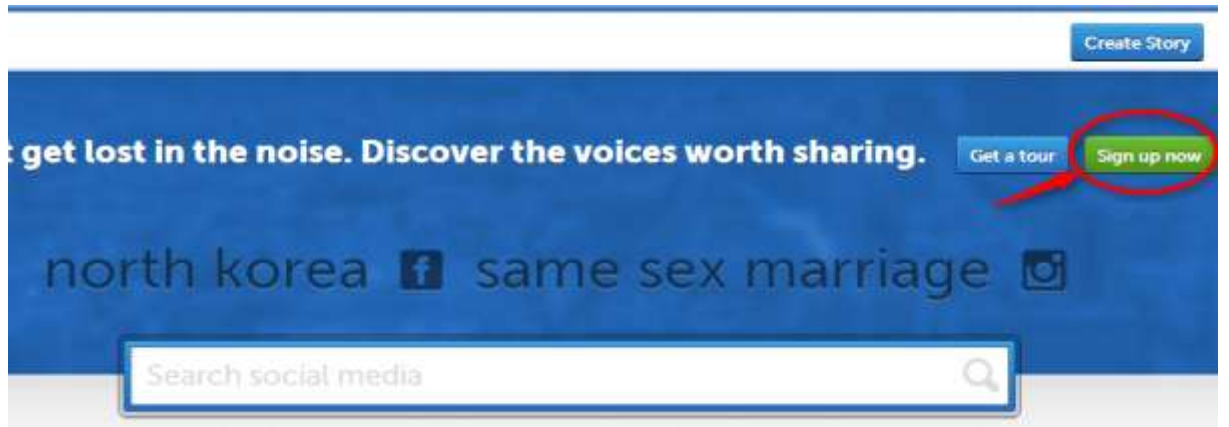 Create Story
get lost in the noise. Discover the voices worth sharing. Get a tour Sign up now
north korea same sex marriage
Search social media